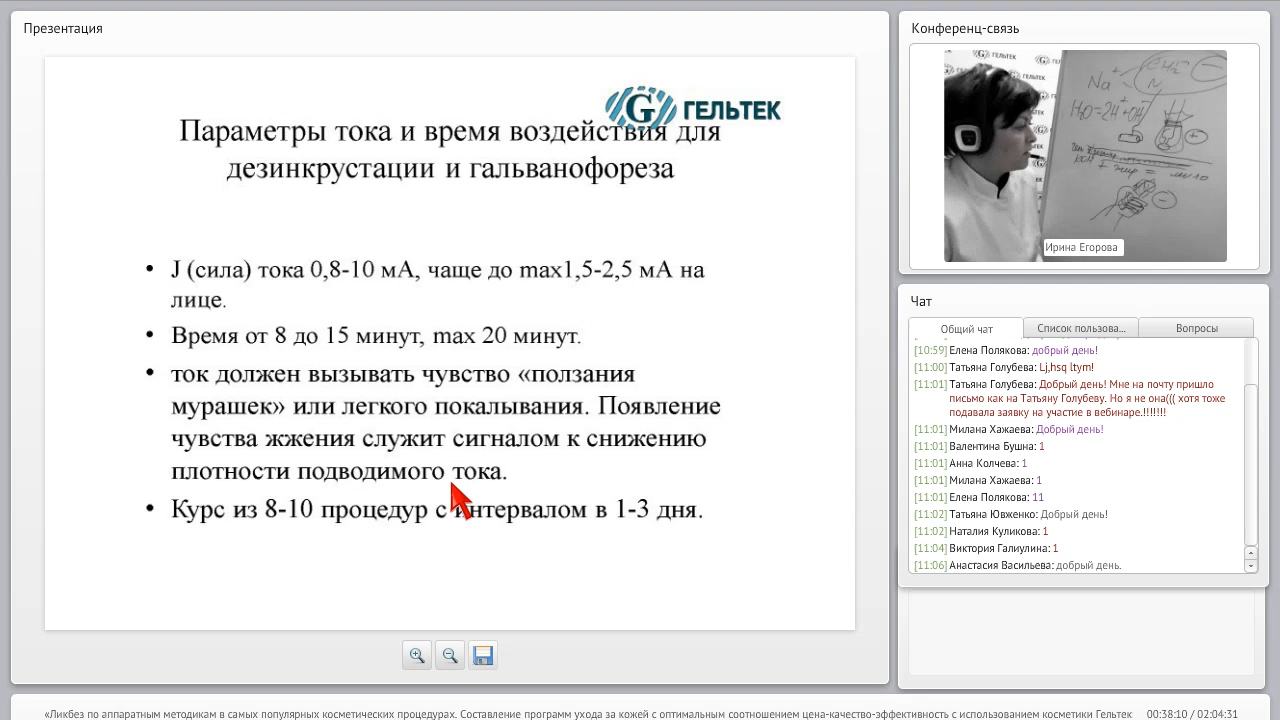 Презентация
ГЕЛЬТЕК
Параметры тока и время воздействия для
дезинкрустации и гальванофореза
• J (сила) тока 0,8-10 мА, чаще до max1,5-2,5 мА на
лице.
• Время от 8 до 15 минут, max 20 минут.
• ток должен вызывать чувство «ползания
мурашек» или легкого покалывания. Появление
чувства жжения служит сигналом к снижению
плотности подводимого тока.
• Курс из 8-10 процедур с интервалом в 1-3 дня.
Конференц-связь
Na+
H2O=2H+ + OH-
+ жир = мыло
Ирина Егорова
Чат
Общий чат
Список пользова...
Вопросы
[10:59] Елена Полякова: добрый день!
[11:00] Татьяна Голубева: Lj,hsq ltym!
[11:01] Татьяна Голубева: Добрый день! Мне на почту пришло
письмо как на Татьяну Голубеву. Но я не она((( хотя тоже
подавала заявку на участие в вебинаре.!!!!!!!
[11:01] Милана Хажаева: Добрый день!
[11:01] Валентина Бушна: 1
[11:01] Анна Колчева: 1
[11:01] Милана Хажаева: 1
[11:01] Елена Полякова: 11
[11:02] Татьяна Ювженко: Добрый день!
[11:02] Наталия Куликова: 1
[11:04] Виктория Галиулина: 1
[11:06] Анастасия Васильева: добрый день.
«Ликбез по аппаратным методикам в самых популярных косметических процедурах. Составление программ ухода за кожей с оптимальным соотношением цена-качество-эффективность с использованием косметики Гельтек
00:38:10 / 02:04:31